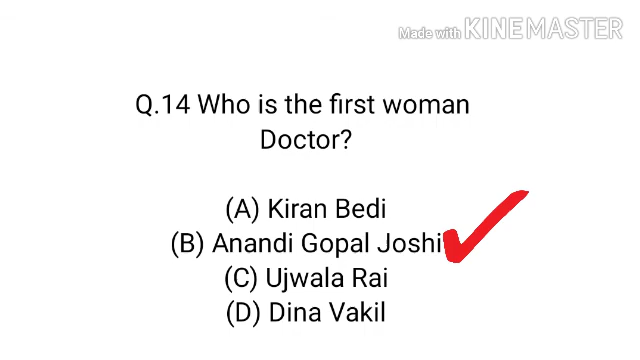 Made with KINEMASTER
Q.14 Who is the first woman
Doctor?
(A) Kiran Bedi
(B) Anandi Gopal Joshi
(C) Ujwala Rai
(D) Dina Vakil